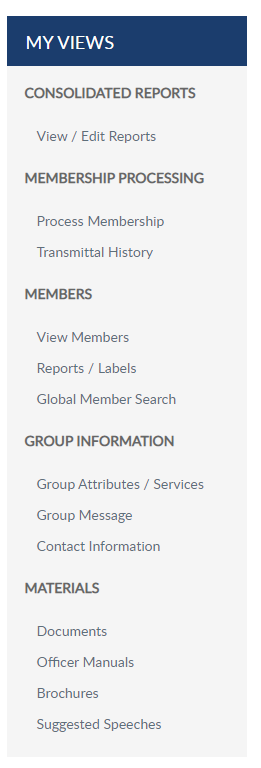 MY VIEWS
CONSOLIDATED REPORTS
View / Edit Reports
MEMBERSHIP PROCESSING
Process Membership
Transmittal History
MEMBERS
View Members
Reports / Labels
Global Member Search
GROUP INFORMATION
Group Attributes / Services
Group Message
Contact Information
MATERIALS
Documents
Officer Manuals
Brochures
Suggested Speeches